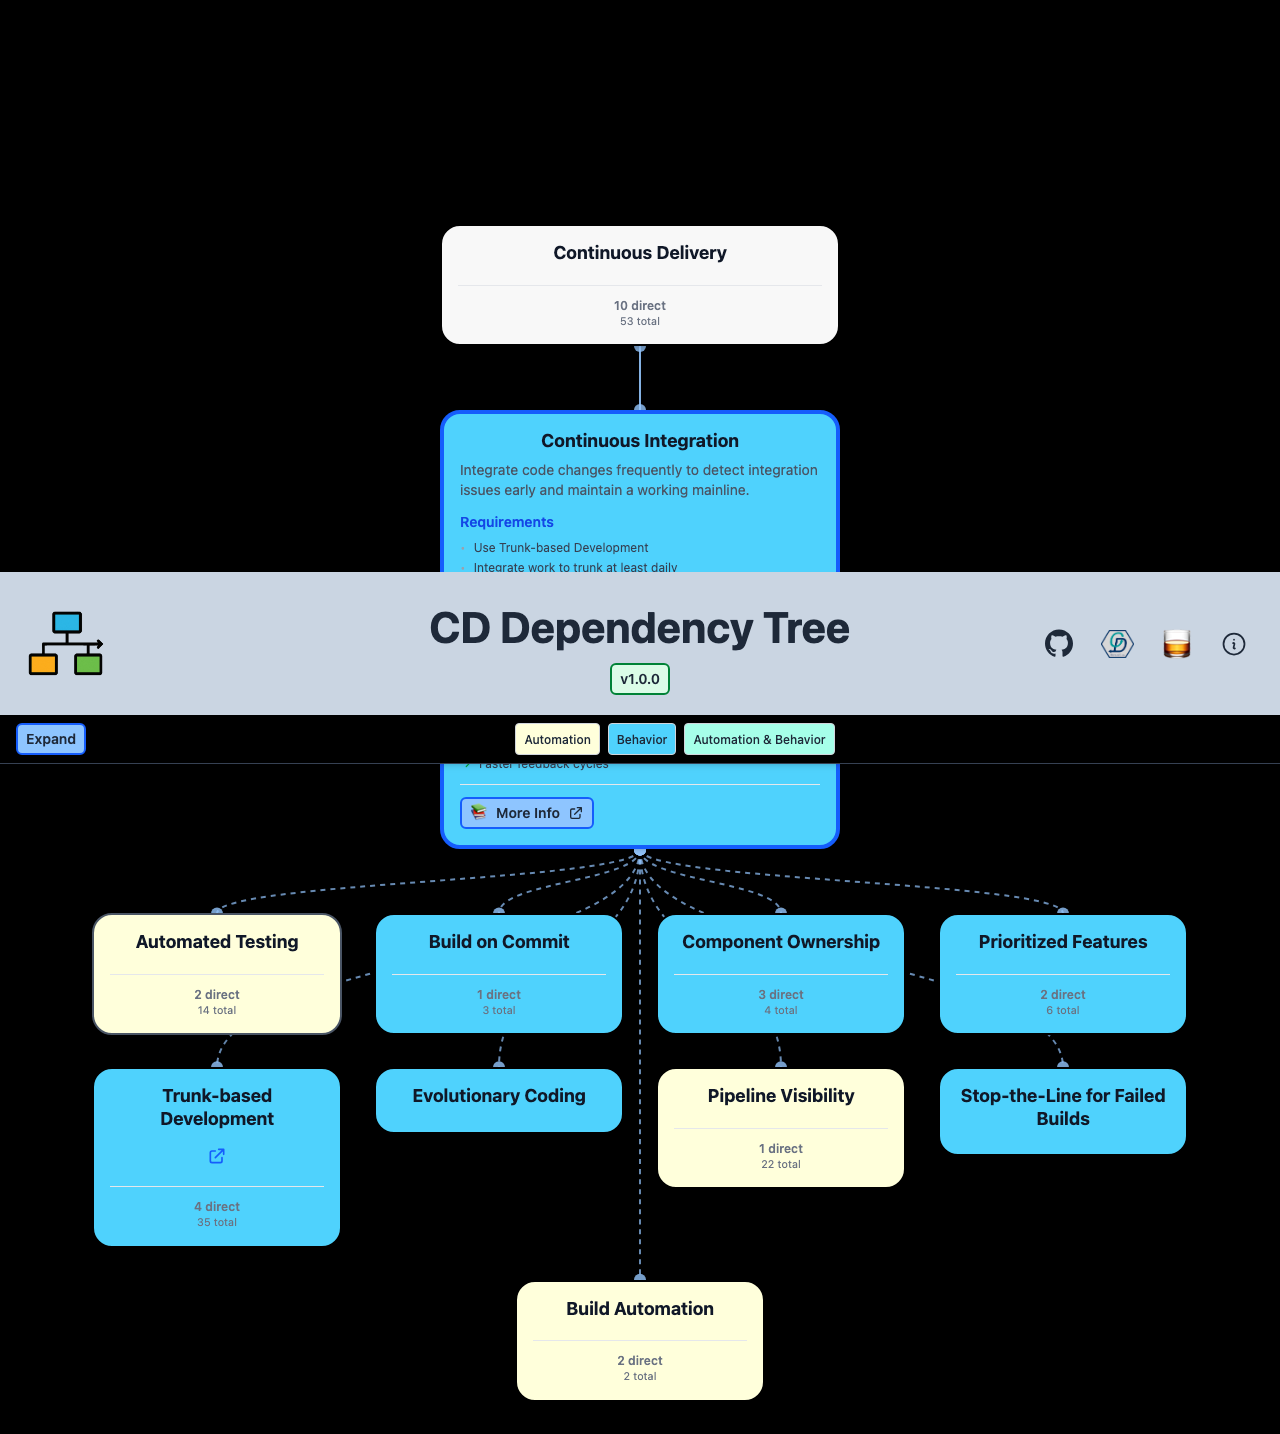 Continuous Delivery
10 direct
53 total
Continuous Integration
Integrate code changes frequently to detect integration
issues early and maintain a working mainline.
Requirements
Use Trunk-based Development
Integrate work to trunk at least daily
CD Dependency Tree
v1.0.0
Expand
Automation
Behavior
Automation & Behavior
Faster feedback cycles
More Info
Automated Testing
2 direct
14 total
Build on Commit
1 direct
3 total
Component Ownership
3 direct
4 total
Prioritized Features
2 direct
6 total
Trunk-based
Development
4 direct
35 total
Evolutionary Coding
Pipeline Visibility
1 direct
22 total
Stop-the-Line for Failed
Builds
Build Automation
2 direct
2 total